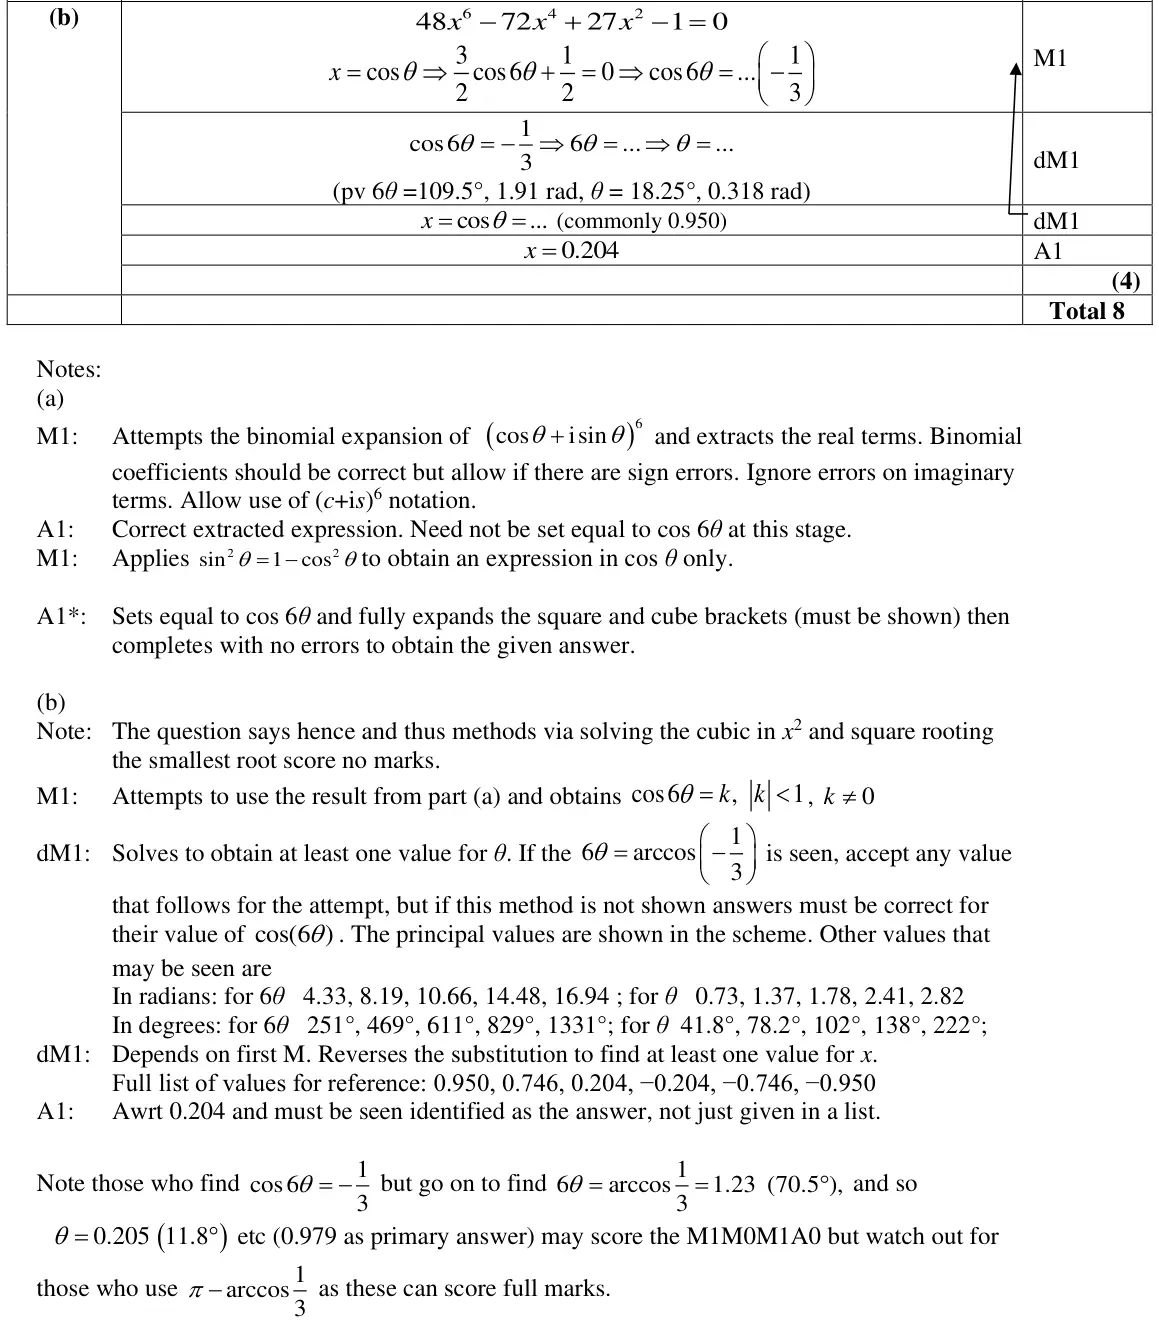 (b)
48x⁶ − 72x⁴ + 27x² − 1 = 0
x = cos θ ⇒ 3/2 cos 6θ + 1/2 = 0 ⇒ cos 6θ = ...(−1/3)
M1
cos 6θ = −1/3 ⇒ 6θ = ... ⇒ θ = ...
(pv 6θ =109.5°, 1.91 rad, θ = 18.25°, 0.318 rad)
dM1
x = cos θ = ... (commonly 0.950)
dM1
x = 0.204
A1
(4)
Total 8
Notes:
(a)
M1: Attempts the binomial expansion of (cos θ + i sin θ)⁶ and extracts the real terms. Binomial
coefficients should be correct but allow if there are sign errors. Ignore errors on imaginary
terms. Allow use of (c+is)⁶ notation.
A1: Correct extracted expression. Need not be set equal to cos 6θ at this stage.
M1: Applies sin² θ = 1 − cos² θ to obtain an expression in cos θ only.
A1*: Sets equal to cos 6θ and fully expands the square and cube brackets (must be shown) then
completes with no errors to obtain the given answer.
(b)
Note: The question says hence and thus methods via solving the cubic in x² and square rooting
the smallest root score no marks.
M1: Attempts to use the result from part (a) and obtains cos 6θ = k, |k| < 1, k ≠ 0
dM1: Solves to obtain at least one value for θ. If the 6θ = arccos(−1/3) is seen, accept any value
that follows for the attempt, but if this method is not shown answers must be correct for
their value of cos(6θ). The principal values are shown in the scheme. Other values that
may be seen are
In radians: for 6θ 4.33, 8.19, 10.66, 14.48, 16.94 ; for θ 0.73, 1.37, 1.78, 2.41, 2.82
In degrees: for 6θ 251°, 469°, 611°, 829°, 1331°; for θ 41.8°, 78.2°, 102°, 138°, 222°;
dM1: Depends on first M. Reverses the substitution to find at least one value for x.
Full list of values for reference: 0.950, 0.746, 0.204, −0.204, −0.746, −0.950
A1: Awrt 0.204 and must be seen identified as the answer, not just given in a list.
Note those who find cos 6θ = −1/3 but go on to find 6θ = arccos 1/3 = 1.23 (70.5°), and so
θ = 0.205 (11.8°) etc (0.979 as primary answer) may score the M1M0M1A0 but watch out for
those who use π − arccos 1/3 as these can score full marks.